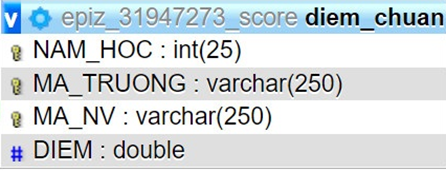 v epiz_31947273_score diem_chuan
NAM_HOC : int(25)
MA_TRUONG : varchar(250)
MA_NV : varchar(250)
# DIEM : double